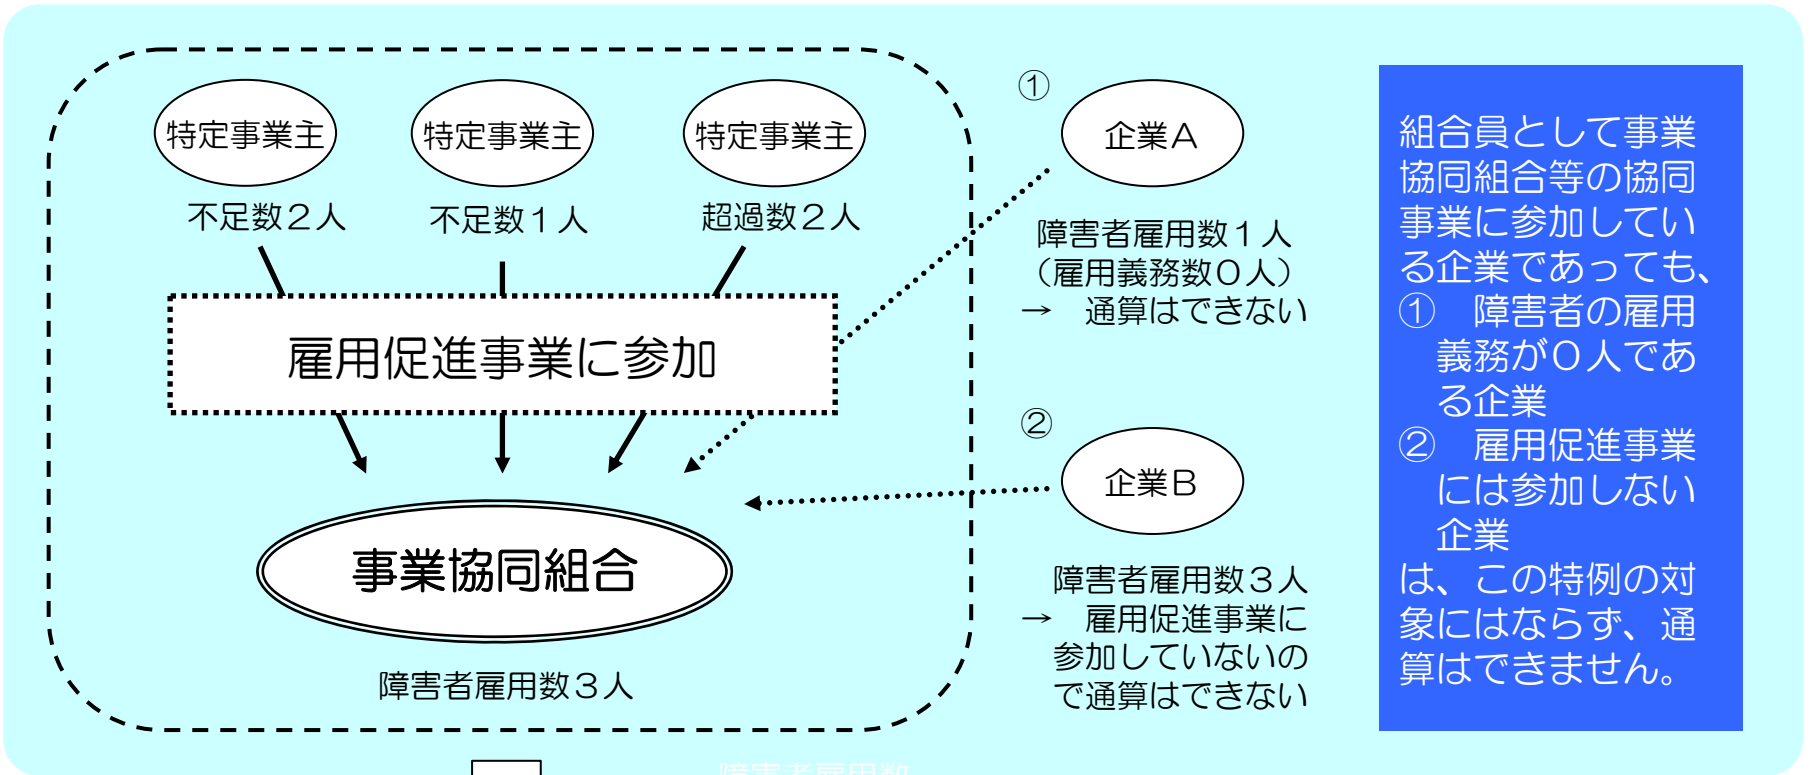 特定事業主
特定事業主
特定事業主
不足数２人
不足数１人
超過数２人
雇用促進事業に参加
事業協同組合
障害者雇用数３人
①
企業Ａ
障害者雇用数１人
（雇用義務数０人）
→　通算はできない
②
企業Ｂ
障害者雇用数３人
→　雇用促進事業に
参加していないの
で通算はできない
組合員として事業
協同組合等の協同
事業に参加してい
る企業であっても、
①　障害者の雇用
義務が０人であ
る企業
②　雇用促進事業
には参加しない
企業
は、この特例の対
象にはならず、通
算はできません。
障害者雇用数